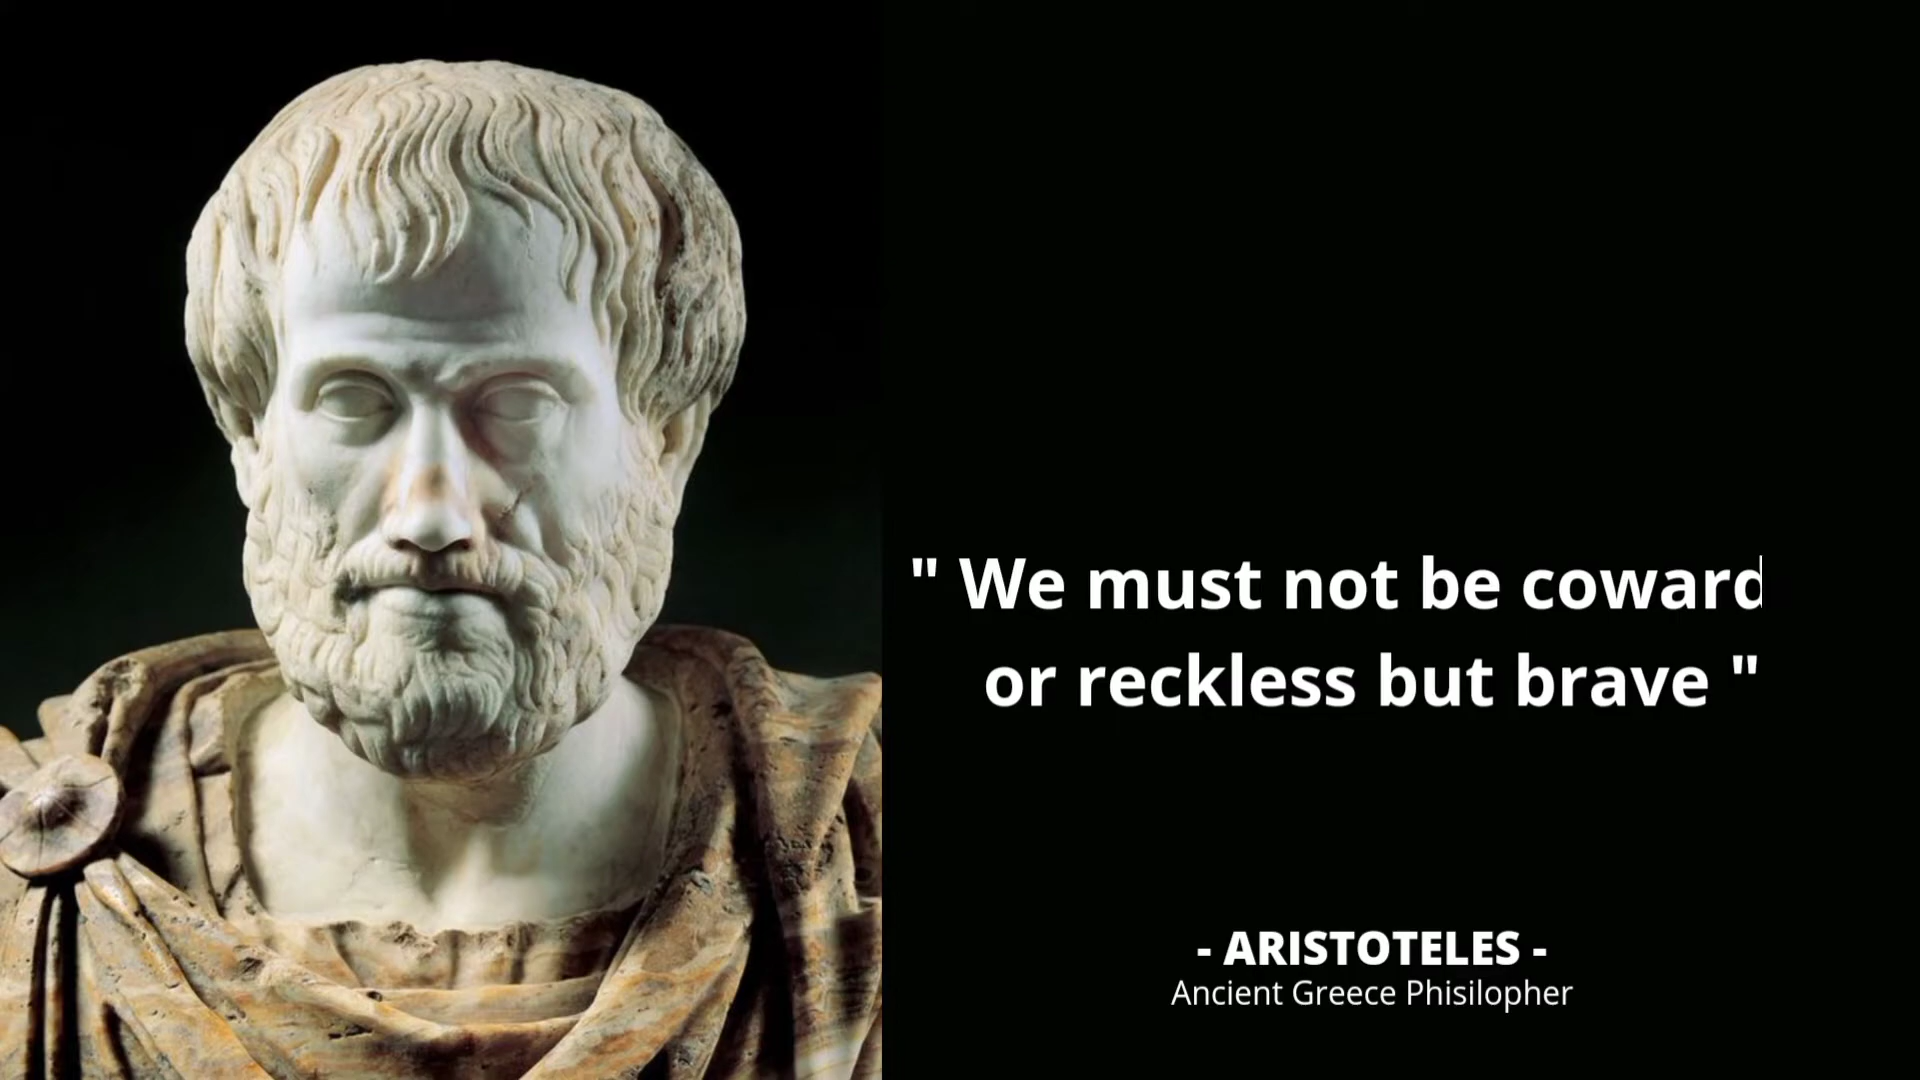 " We must not be coward
or reckless but brave "
- ARISTOTELES -
Ancient Greece Phisilopher